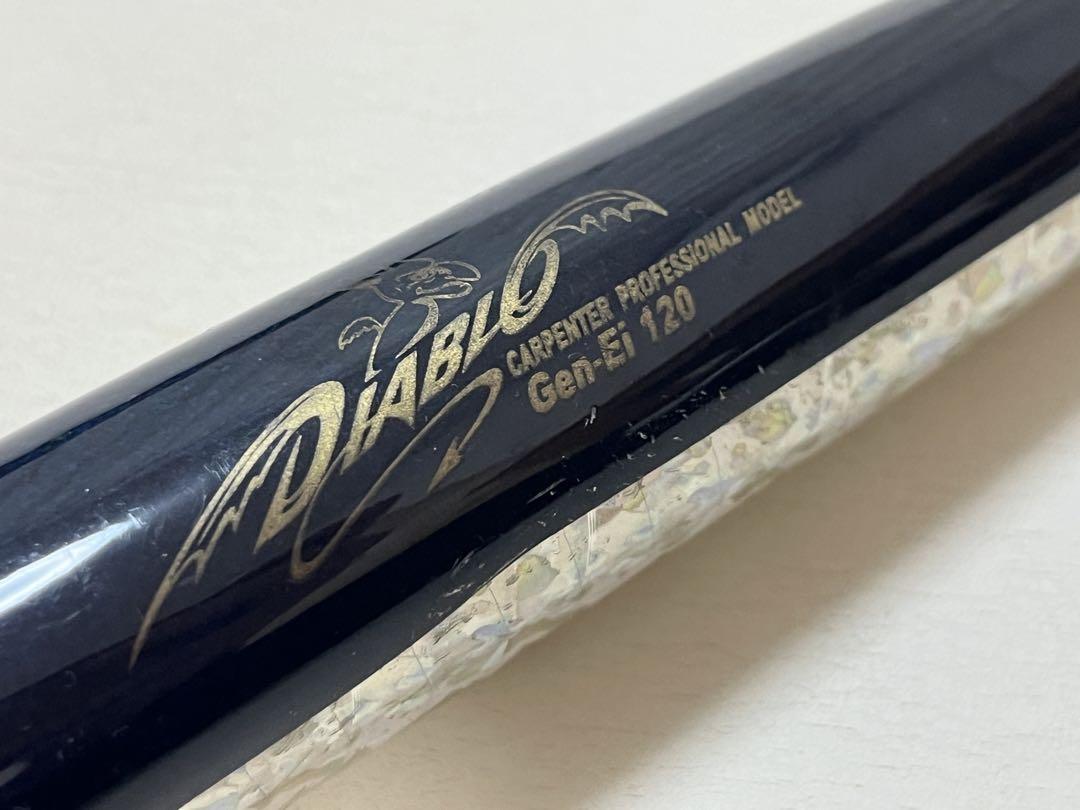 DIABLO
CARPENTER PROFESSIONAL MODEL
Gen-Ei 120